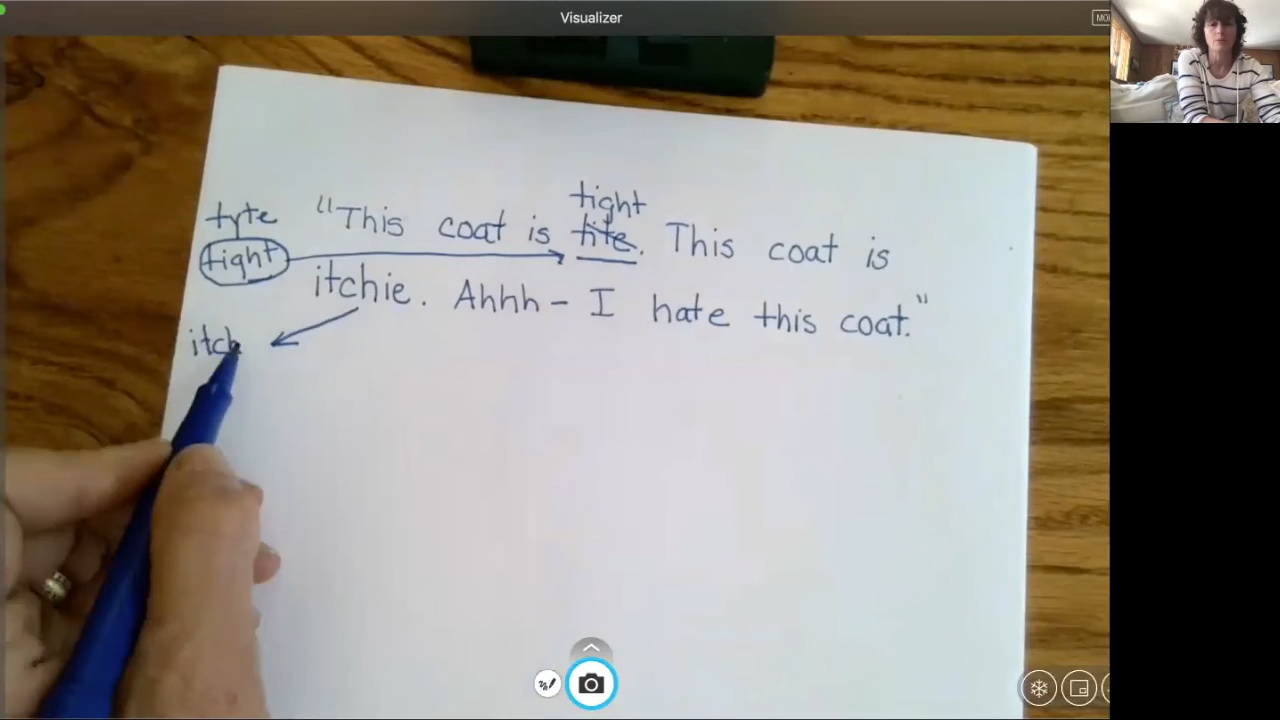 Visualizer
tight
tyte "This coat is tite. This coat is
tight
itchie. Ahhh – I hate this coat."
itch